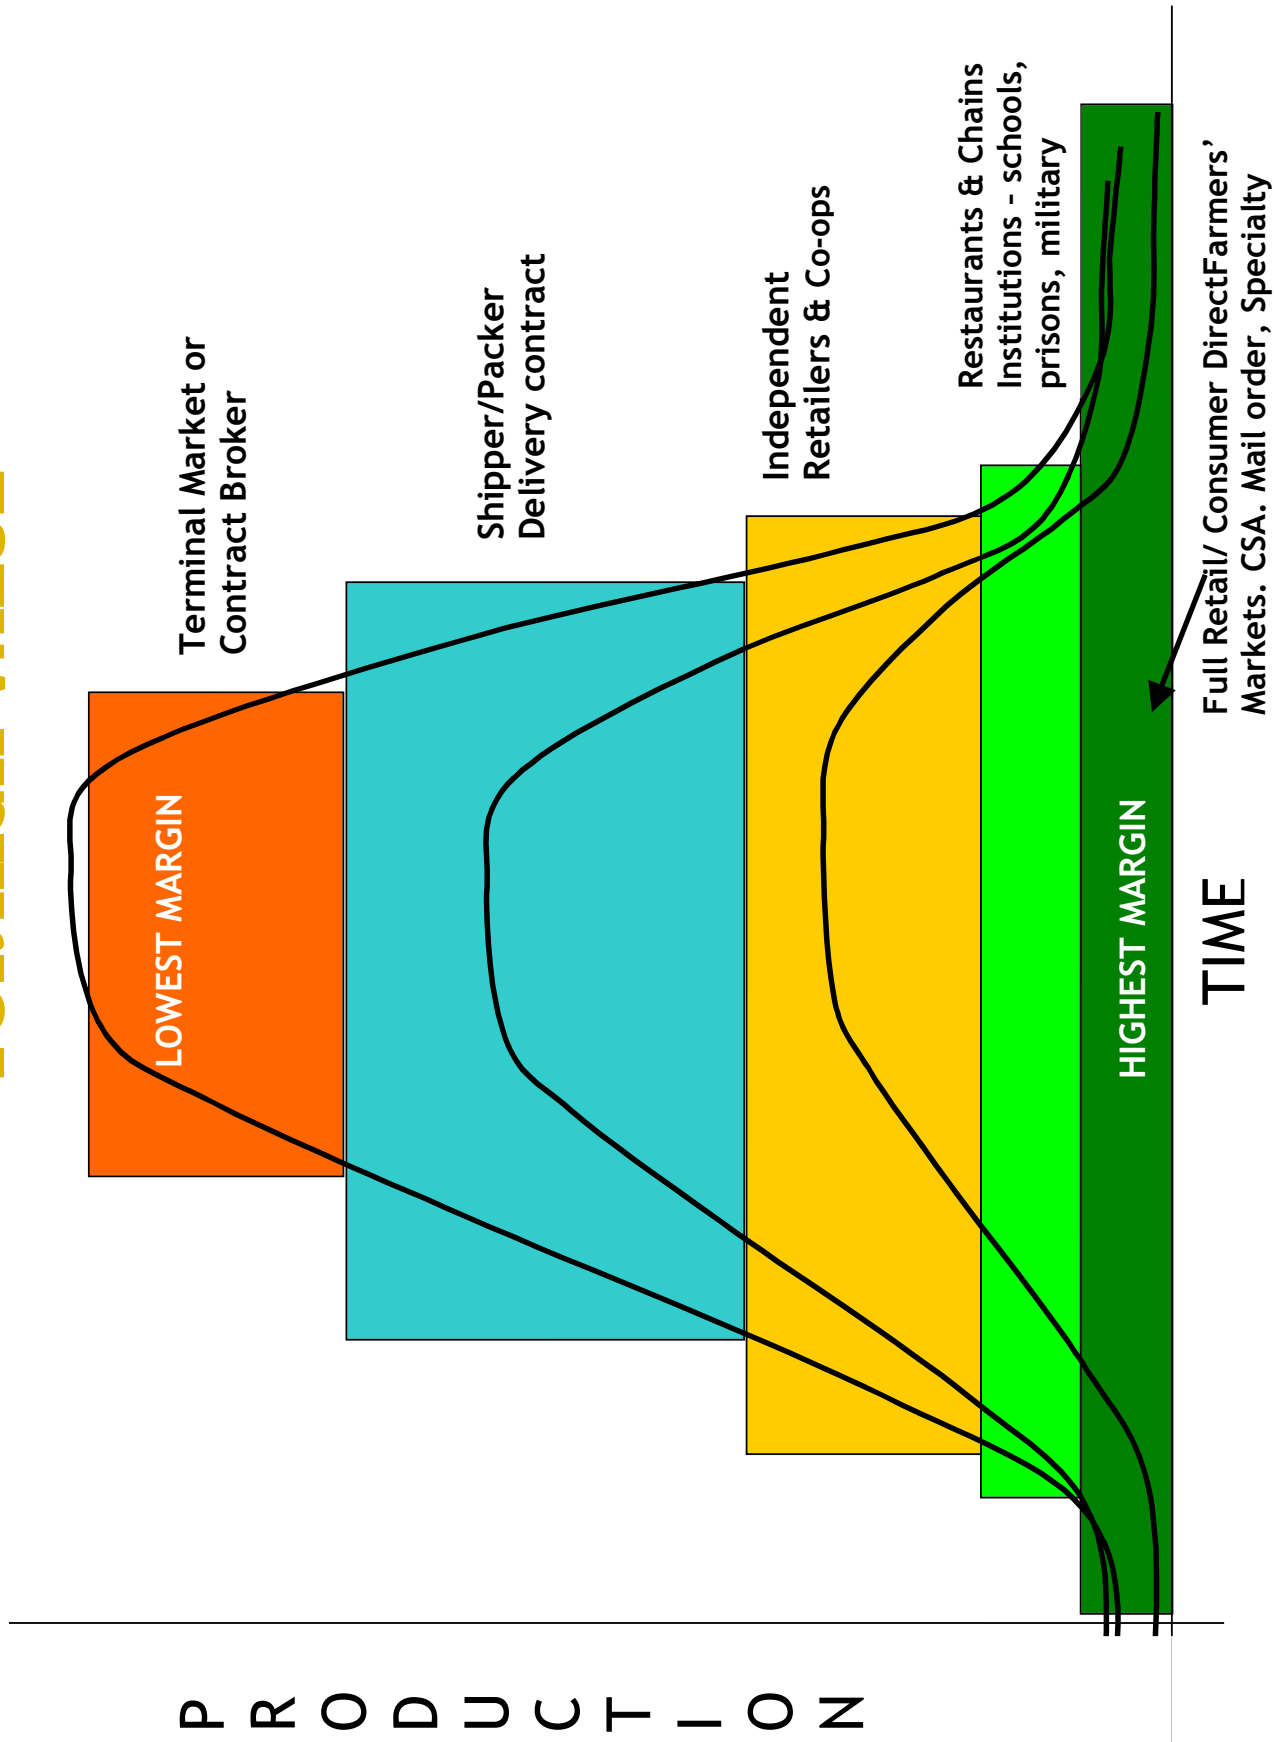 Terminal Market or
Contract Broker
LOWEST MARGIN
Shipper/Packer
Delivery contract
Independent
Retailers & Co-ops
Restaurants & Chains
Institutions - schools,
prisons, military
HIGHEST MARGIN
PRODUCTION
TIME
Full Retail/ Consumer DirectFarmers’
Markets. CSA. Mail order, Specialty